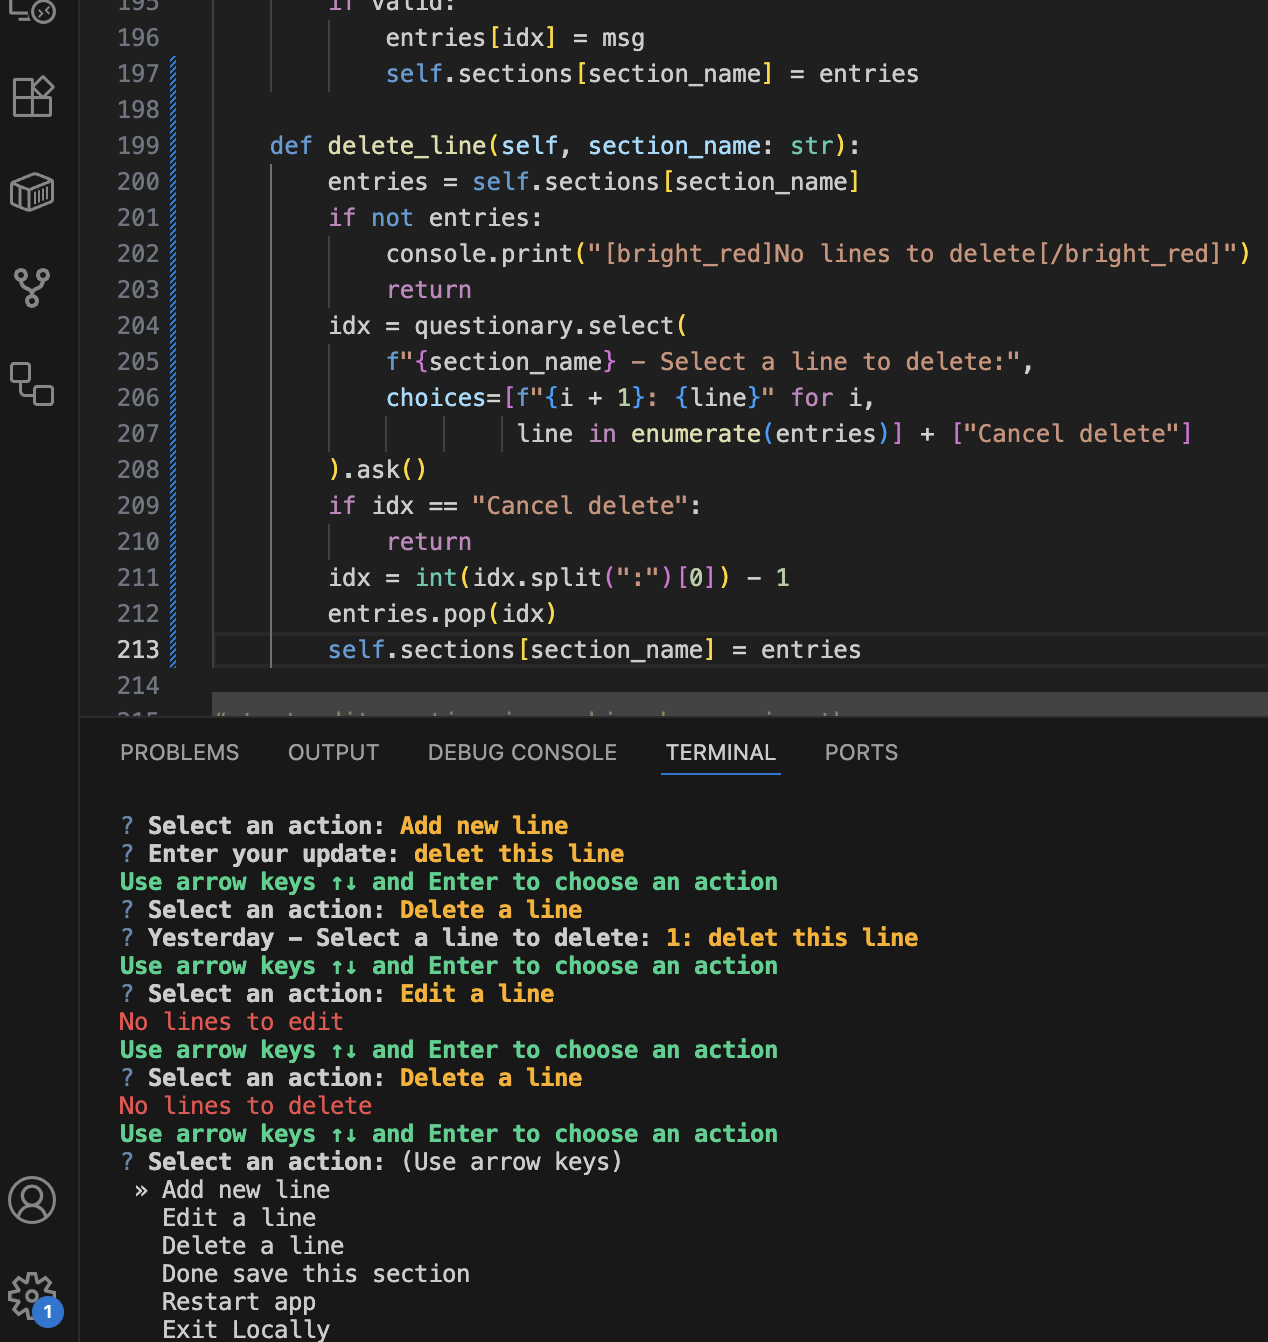 195 if valid:
196 entries[idx] = msg
197 self.sections[section_name] = entries
198
199 def delete_line(self, section_name: str):
200 entries = self.sections[section_name]
201 if not entries:
202 console.print("[bright_red]No lines to delete[/bright_red]")
203 return
204 idx = questionary.select(
205 f"{section_name} – Select a line to delete:",
206 choices=[f"{i + 1}: {line}" for i,
207 line in enumerate(entries)] + ["Cancel delete"]
208 ).ask()
209 if idx == "Cancel delete":
210 return
211 idx = int(idx.split(":")[0]) - 1
212 entries.pop(idx)
213 self.sections[section_name] = entries
214
PROBLEMS OUTPUT DEBUG CONSOLE TERMINAL PORTS
? Select an action: Add new line
? Enter your update: delet this line
Use arrow keys ↑↓ and Enter to choose an action
? Select an action: Delete a line
? Yesterday – Select a line to delete: 1: delet this line
Use arrow keys ↑↓ and Enter to choose an action
? Select an action: Edit a line
No lines to edit
Use arrow keys ↑↓ and Enter to choose an action
? Select an action: Delete a line
No lines to delete
Use arrow keys ↑↓ and Enter to choose an action
? Select an action: (Use arrow keys)
» Add new line
Edit a line
Delete a line
Done save this section
Restart app
Exit Locally
1